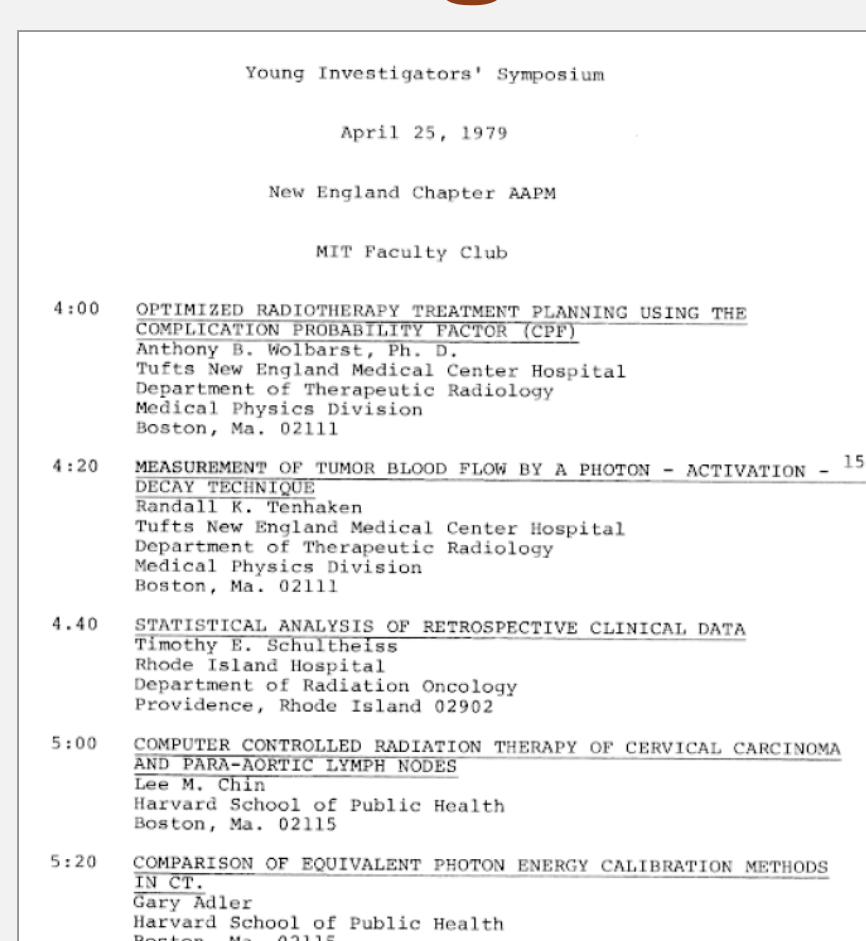 Young Investigators' Symposium
April 25, 1979
New England Chapter AAPM
MIT Faculty Club
4:00 OPTIMIZED RADIOTHERAPY TREATMENT PLANNING USING THE
COMPLICATION PROBABILITY FACTOR (CPF)
Anthony B. Wolbarst, Ph. D.
Tufts New England Medical Center Hospital
Department of Therapeutic Radiology
Medical Physics Division
Boston, Ma. 02111
4:20 MEASUREMENT OF TUMOR BLOOD FLOW BY A PHOTON - ACTIVATION - 15
DECAY TECHNIQUE
Randall K. Tenhaken
Tufts New England Medical Center Hospital
Department of Therapeutic Radiology
Medical Physics Division
Boston, Ma. 02111
4.40 STATISTICAL ANALYSIS OF RETROSPECTIVE CLINICAL DATA
Timothy E. Schultheiss
Rhode Island Hospital
Department of Radiation Oncology
Providence, Rhode Island 02902
5:00 COMPUTER CONTROLLED RADIATION THERAPY OF CERVICAL CARCINOMA
AND PARA-AORTIC LYMPH NODES
Lee M. Chin
Harvard School of Public Health
Boston, Ma. 02115
5:20 COMPARISON OF EQUIVALENT PHOTON ENERGY CALIBRATION METHODS
IN CT.
Gary Adler
Harvard School of Public Health
Boston, Ma. 02115